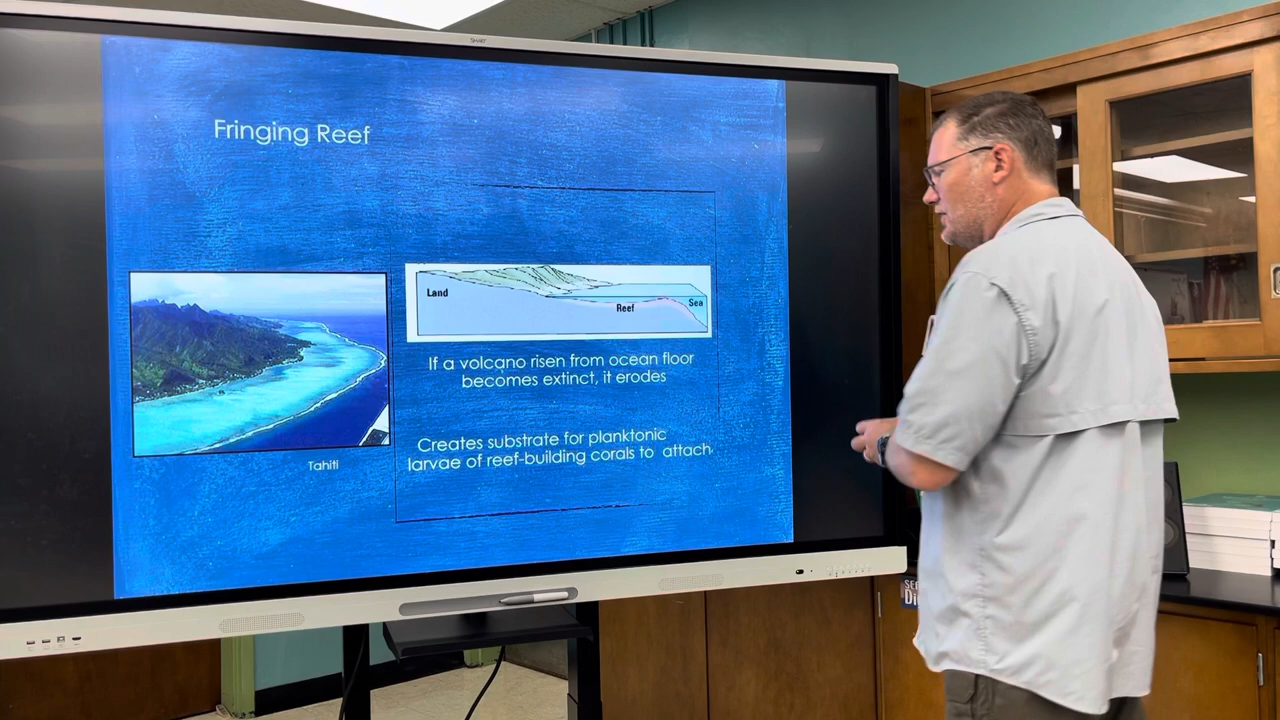 SMART
Fringing Reef
Land
Reef
Sea
If a volcano risen from ocean floor
becomes extinct, it erodes
Creates substrate for planktonic
larvae of reef-building corals to attach
Tahiti